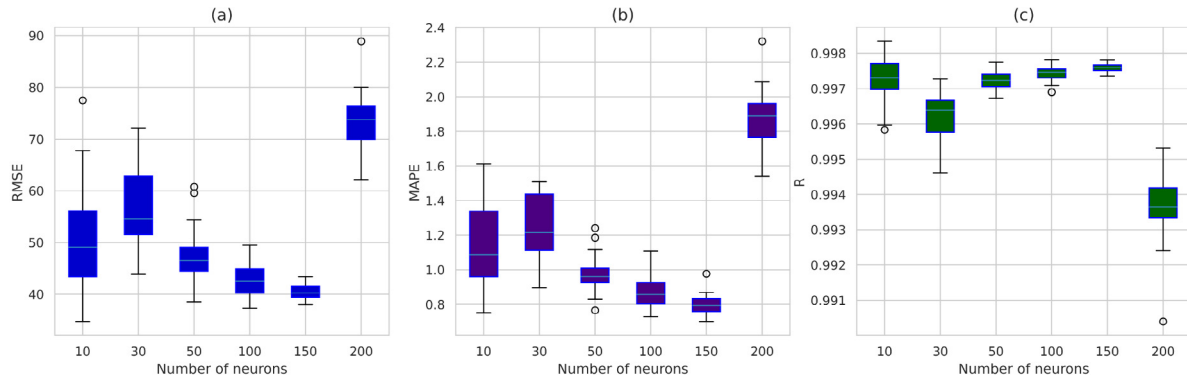 (a)
RMSE
90
80
70
60
50
40
10 30 50 100 150 200
Number of neurons
(b)
MAPE
2.4
2.2
2.0
1.8
1.6
1.4
1.2
1.0
0.8
10 30 50 100 150 200
Number of neurons
(c)
R
0.998
0.997
0.996
0.995
0.994
0.993
0.992
0.991
10 30 50 100 150 200
Number of neurons